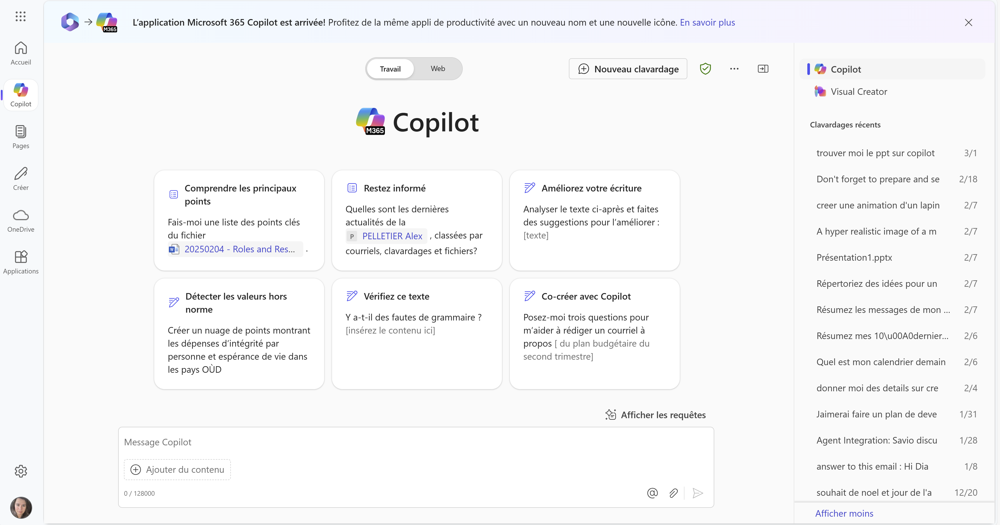 M365
L’application Microsoft 365 Copilot est arrivée! Profitez de la même appli de productivité avec un nouveau nom et une nouvelle icône. En savoir plus
Accueil
Copilot
Pages
Créer
OneDrive
Applications
Travail
Web
Nouveau clavardage
M365
Copilot
Comprendre les principaux
points
Fais-moi une liste des points clés
du fichier
20250204 - Roles and Res... .
Restez informé
Quelles sont les dernières
actualités de la
P PELLETIER Alex , classées par
courriels, clavardages et fichiers?
Améliorez votre écriture
Analyser le texte ci-après et faites
des suggestions pour l’améliorer :
[texte]
Détecter les valeurs hors
norme
Créer un nuage de points montrant
les dépenses d’intégrité par
personne et espérance de vie dans
les pays OÙD
Vérifiez ce texte
Y a-t-il des fautes de grammaire ?
[insérez le contenu ici]
Co-créer avec Copilot
Posez-moi trois questions pour
m’aider à rédiger un courriel à
propos [ du plan budgétaire du
second trimestre]
Afficher les requêtes
Message Copilot
Ajouter du contenu
0 / 128000
Copilot
Visual Creator
Clavardages récents
trouver moi le ppt sur copilot 3/1
Don't forget to prepare and se 2/18
creer une animation d'un lapin 2/7
A hyper realistic image of a m 2/7
Présentation1.pptx 2/7
Répertoriez des idées pour un 2/7
Résumez les messages de mon ... 2/7
Résumez mes 10\u00A0dernier... 2/6
Quel est mon calendrier demain 2/6
donner moi des details sur cre 2/4
Jaimerai faire un plan de deve 1/31
Agent Integration: Savio discu 1/28
answer to this email : Hi Dia 1/8
souhait de noel et jour de l'a 12/20
Afficher moins